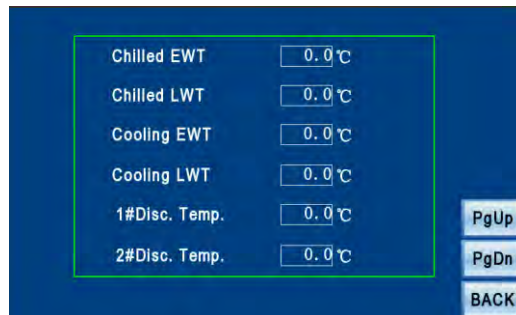 Chilled EWT 0.0℃
Chilled LWT 0.0℃
Cooling EWT 0.0℃
Cooling LWT 0.0℃
1#Disc. Temp. 0.0℃
2#Disc. Temp. 0.0℃
PgUp
PgDn
BACK